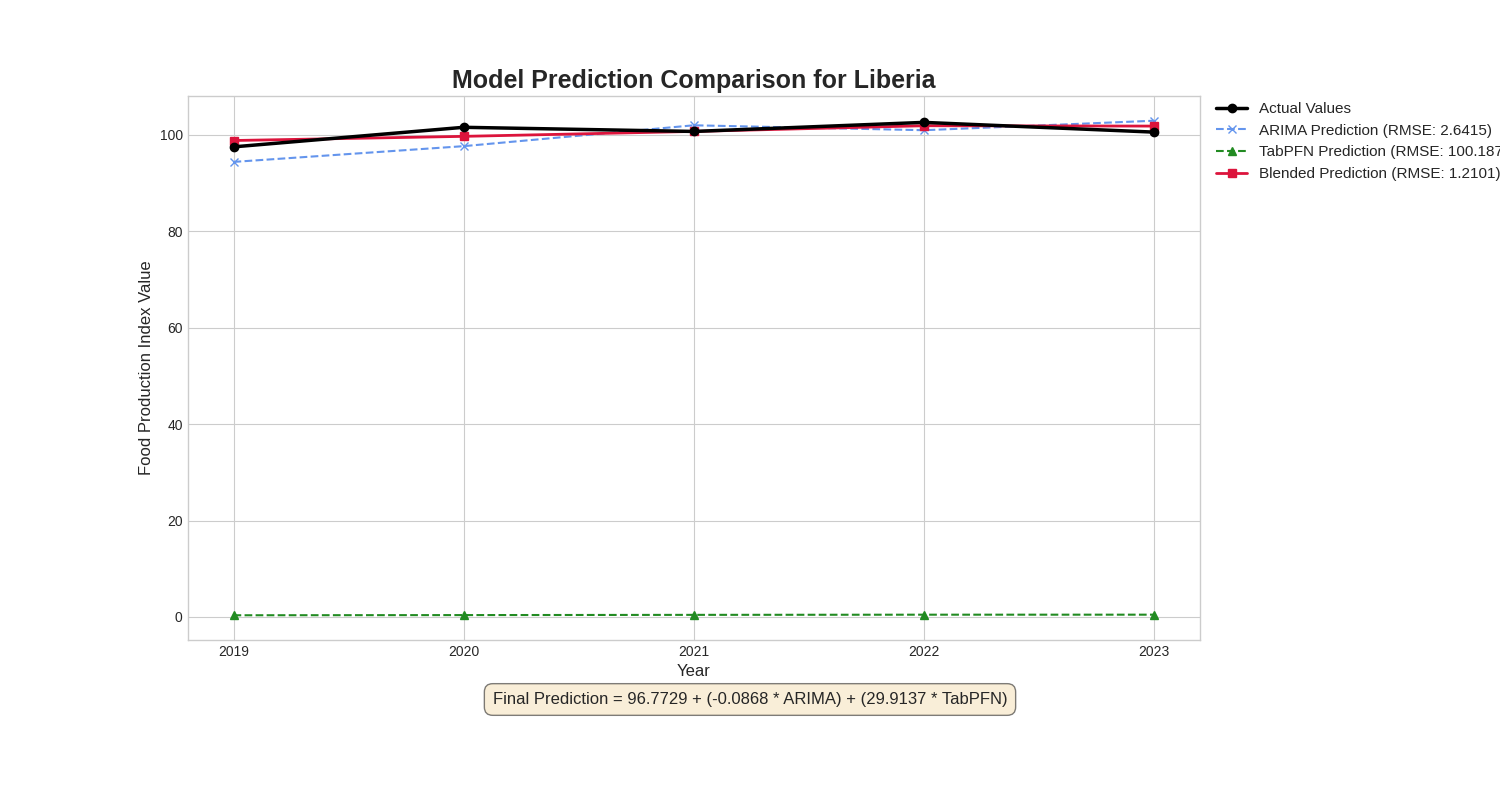 Model Prediction Comparison for Liberia
Actual Values
ARIMA Prediction (RMSE: 2.6415)
TabPFN Prediction (RMSE: 100.187
Blended Prediction (RMSE: 1.2101)
Food Production Index Value
100
80
60
40
20
0
2019 2020 2021 2022 2023
Year
Final Prediction = 96.7729 + (-0.0868 * ARIMA) + (29.9137 * TabPFN)